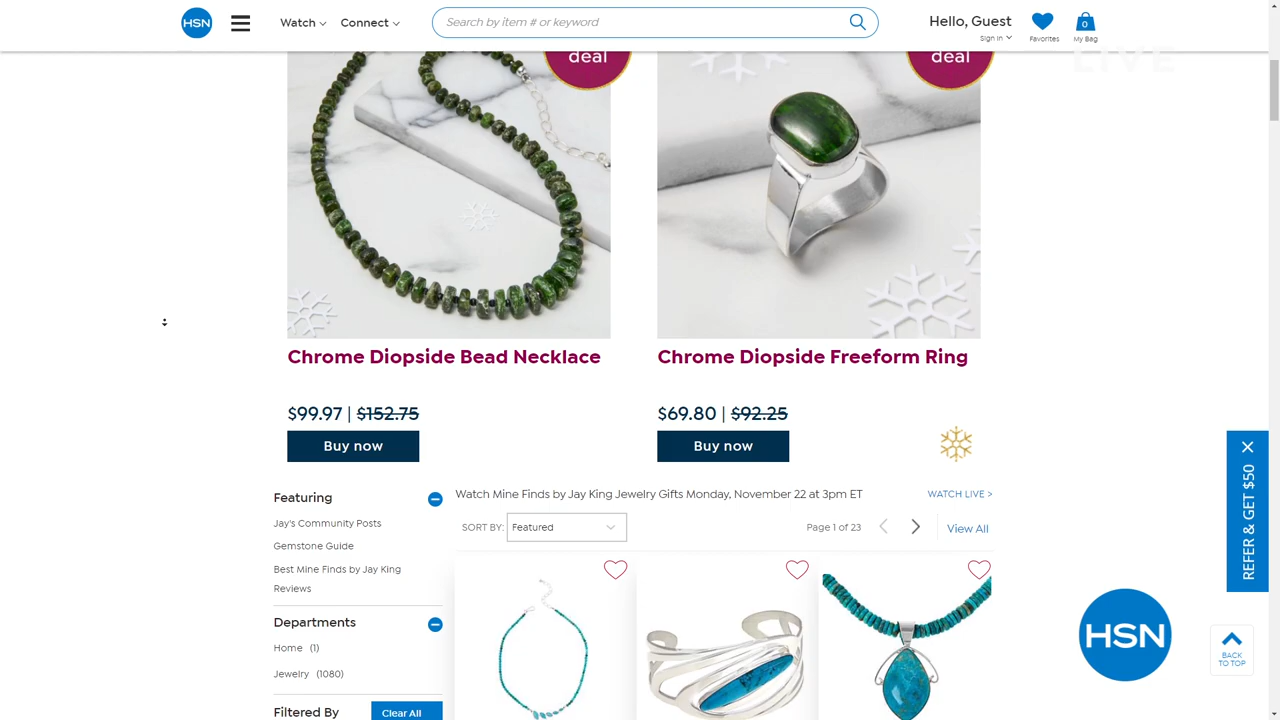 HSN
Watch
Connect
Search by item # or keyword
Hello, Guest
Sign In
Favorites
0
My Bag
LIVE
deal
deal
Chrome Diopside Bead Necklace
Chrome Diopside Freeform Ring
$99.97 | $152.75
$69.80 | $92.25
Buy now
Buy now
Featuring
Watch Mine Finds by Jay King Jewelry Gifts Monday, November 22 at 3pm ET
WATCH LIVE >
Jay's Community Posts
SORT BY: Featured
Page 1 of 23
View All
Gemstone Guide
Best Mine Finds by Jay King
Reviews
REFER & GET $50
Departments
Home (1)
Jewelry (1080)
HSN
BACK
TO TOP
Filtered By
Clear All